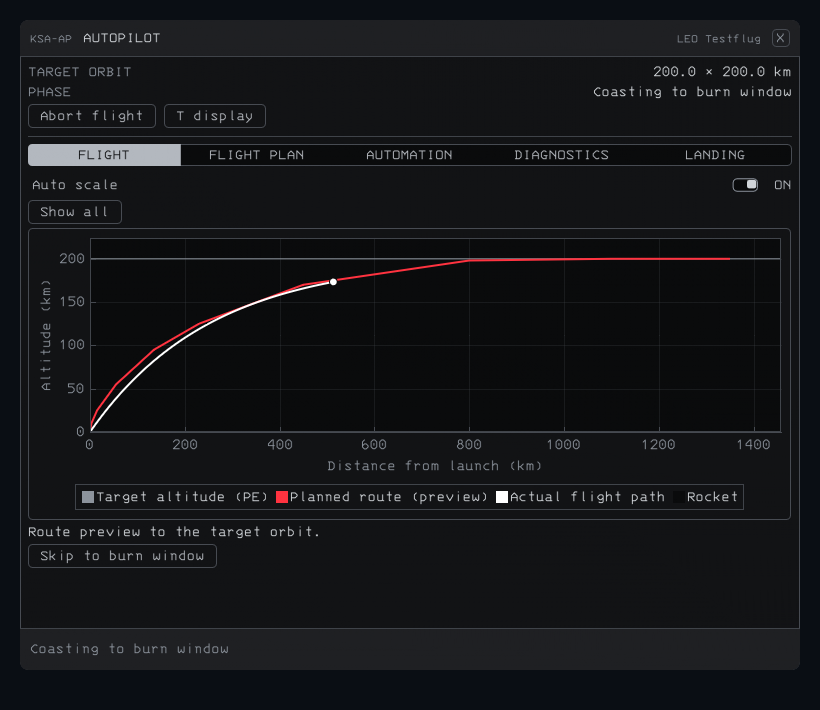 KSA-AP AUTOPILOT LEO Testflug X
TARGET ORBIT 200.0 × 200.0 km
PHASE Coasting to burn window
Abort flight T display
FLIGHT FLIGHT PLAN AUTOMATION DIAGNOSTICS LANDING
Auto scale ON
Show all
Altitude (km)
200
150
100
50
0
0 200 400 600 800 1000 1200 1400
Distance from launch (km)
Target altitude (PE) Planned route (preview) Actual flight path Rocket
Route preview to the target orbit.
Skip to burn window
Coasting to burn window